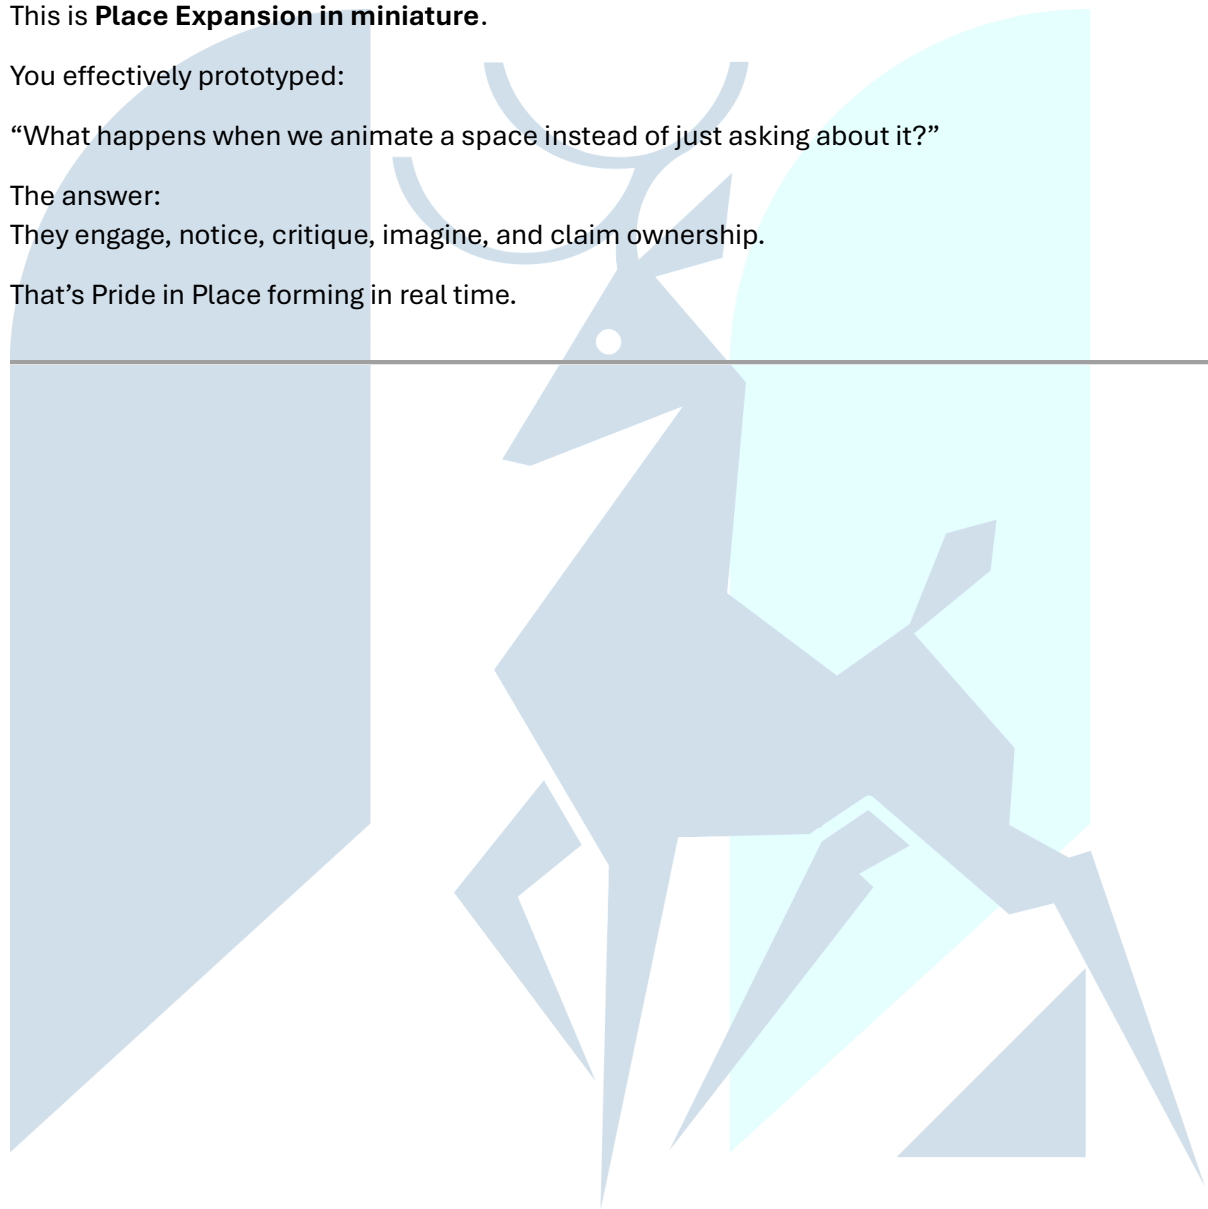 This is Place Expansion in miniature.
You effectively prototyped:
“What happens when we animate a space instead of just asking about it?”
The answer:
They engage, notice, critique, imagine, and claim ownership.
That’s Pride in Place forming in real time.